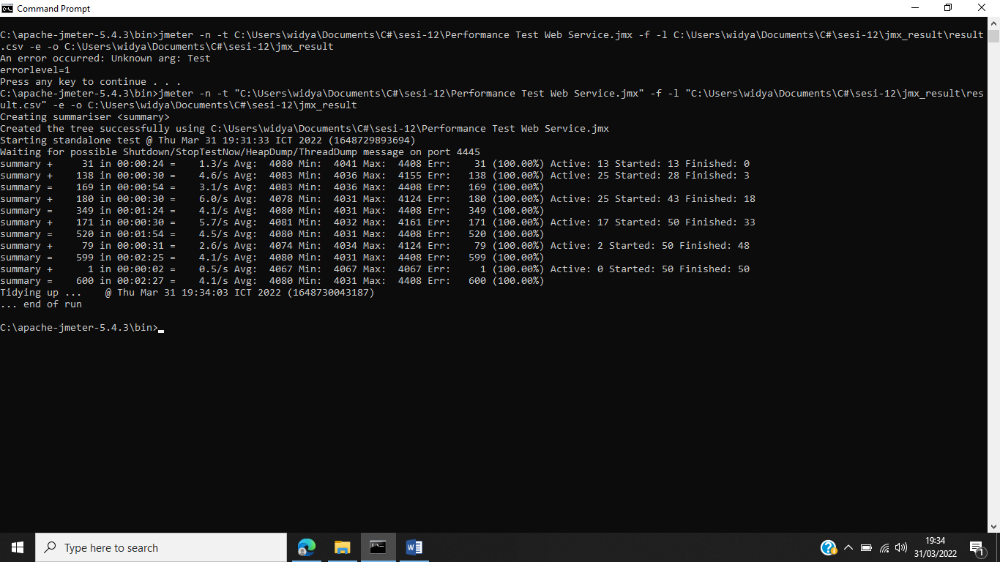 Command Prompt
C:\apache-jmeter-5.4.3\bin>jmeter -n -t C:\Users\widya\Documents\C#\sesi-12\Performance Test Web Service.jmx -f -l C:\Users\widya\Documents\C#\sesi-12\jmx_result\result
.csv -e -o C:\Users\widya\Documents\C#\sesi-12\jmx_result
An error occurred: Unknown arg: Test
errorlevel=1
Press any key to continue . . .
C:\apache-jmeter-5.4.3\bin>jmeter -n -t "C:\Users\widya\Documents\C#\sesi-12\Performance Test Web Service.jmx" -f -l "C:\Users\widya\Documents\C#\sesi-12\jmx_result\res
ult.csv" -e -o C:\Users\widya\Documents\C#\sesi-12\jmx_result
Creating summariser <summary>
Created the tree successfully using C:\Users\widya\Documents\C#\sesi-12\Performance Test Web Service.jmx
Starting standalone test @ Thu Mar 31 19:31:33 ICT 2022 (1648729893694)
Waiting for possible Shutdown/StopTestNow/HeapDump/ThreadDump message on port 4445
summary +     31 in 00:00:24 =    1.3/s Avg:  4080 Min:  4041 Max:  4408 Err:    31 (100.00%) Active: 13 Started: 13 Finished: 0
summary +    138 in 00:00:30 =    4.6/s Avg:  4083 Min:  4036 Max:  4155 Err:   138 (100.00%) Active: 25 Started: 28 Finished: 3
summary =    169 in 00:00:54 =    3.1/s Avg:  4083 Min:  4036 Max:  4408 Err:   169 (100.00%)
summary +    180 in 00:00:30 =    6.0/s Avg:  4078 Min:  4031 Max:  4124 Err:   180 (100.00%) Active: 25 Started: 43 Finished: 18
summary =    349 in 00:01:24 =    4.1/s Avg:  4080 Min:  4031 Max:  4408 Err:   349 (100.00%)
summary +    171 in 00:00:30 =    5.7/s Avg:  4081 Min:  4032 Max:  4161 Err:   171 (100.00%) Active: 17 Started: 50 Finished: 33
summary =    520 in 00:01:54 =    4.5/s Avg:  4080 Min:  4031 Max:  4408 Err:   520 (100.00%)
summary +     79 in 00:00:31 =    2.6/s Avg:  4074 Min:  4034 Max:  4124 Err:    79 (100.00%) Active: 2 Started: 50 Finished: 48
summary =    599 in 00:02:25 =    4.1/s Avg:  4080 Min:  4031 Max:  4408 Err:   599 (100.00%)
summary +      1 in 00:00:02 =    0.5/s Avg:  4067 Min:  4067 Max:  4067 Err:     1 (100.00%) Active: 0 Started: 50 Finished: 50
summary =    600 in 00:02:27 =    4.1/s Avg:  4080 Min:  4031 Max:  4408 Err:   600 (100.00%)
Tidying up ...    @ Thu Mar 31 19:34:03 ICT 2022 (1648730043187)
... end of run
C:\apache-jmeter-5.4.3\bin>
Type here to search
19:34
31/03/2022
1